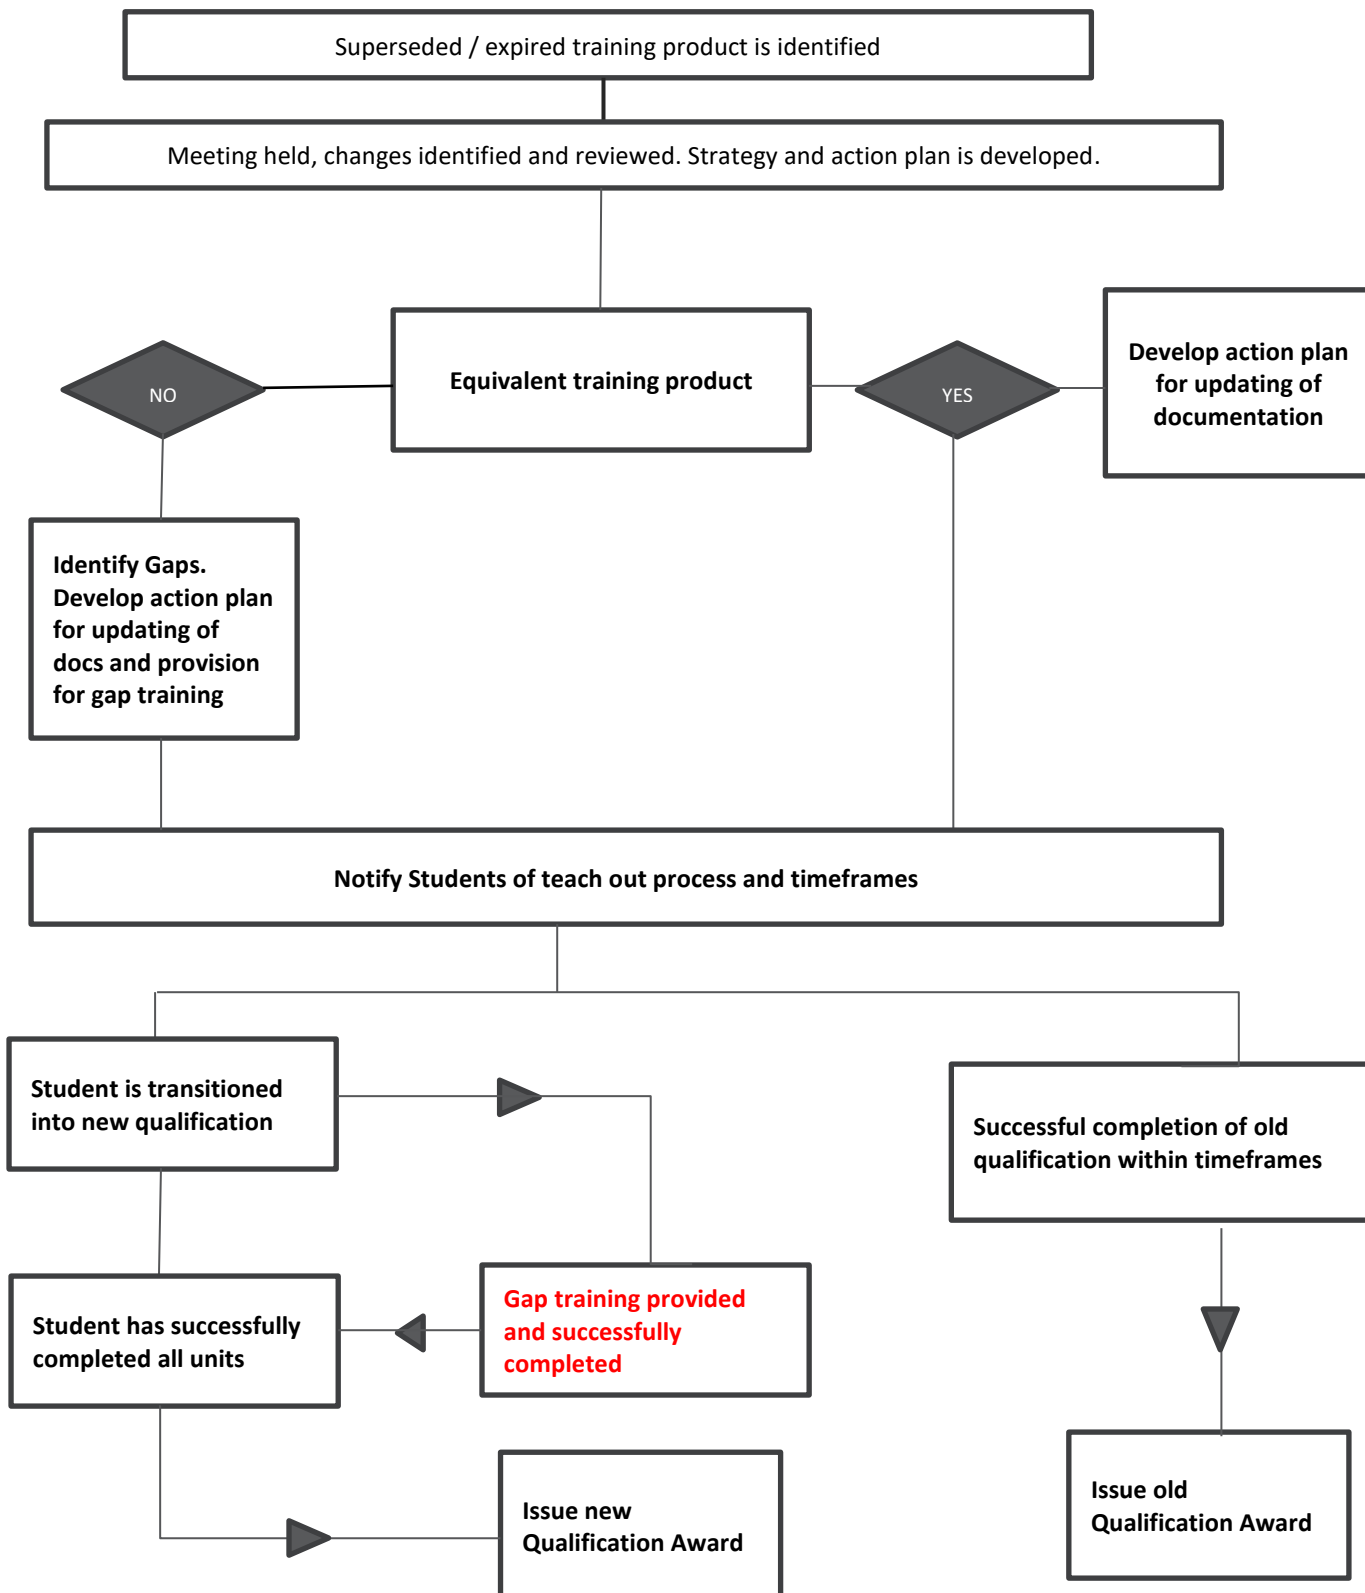 Superseded / expired training product is identified
Meeting held, changes identified and reviewed. Strategy and action plan is developed.
NO
Equivalent training product
YES
Develop action plan
for updating of
documentation
Identify Gaps.
Develop action plan
for updating of
docs and provision
for gap training
Notify Students of teach out process and timeframes
Student is transitioned
into new qualification
Successful completion of old
qualification within timeframes
Student has successfully
completed all units
Gap training provided
and successfully
completed
Issue new
Qualification Award
Issue old
Qualification Award